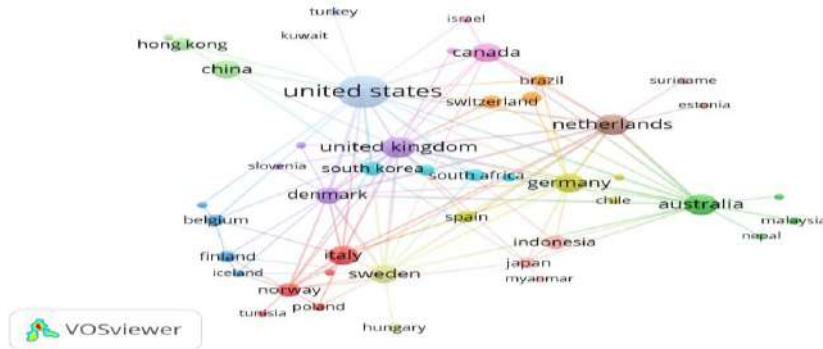 turkey
israel
kuwait
hong kong
canada
china
brazil
suriname
united states
switzerland
estonia
netherlands
united kingdom
slovenia
south korea
south africa
germany
denmark
chile
australia
belgium
spain
malaysia
nepal
indonesia
finland
italy
japan
iceland
sweden
myanmar
norway
poland
tunisia
hungary
VOSviewer